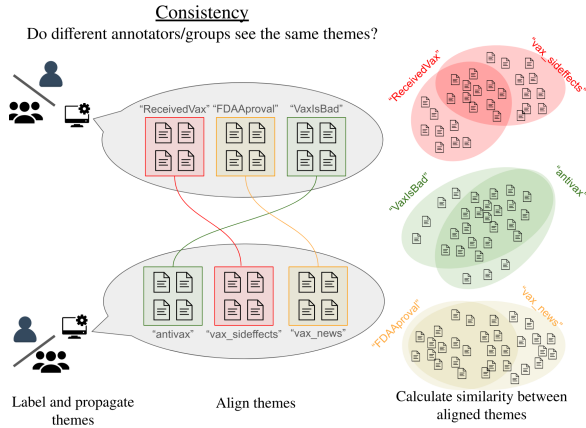 Consistency
Do different annotators/groups see the same themes?
"ReceivedVax" "FDAAproval" "VaxIsBad"
"antivax" "vax_sideffects" "vax_news"
"ReceivedVax" "vax_sideffects"
"VaxIsBad" "antivax"
"FDAAproval" "vax_news"
Label and propagate
themes
Align themes
Calculate similarity between
aligned themes